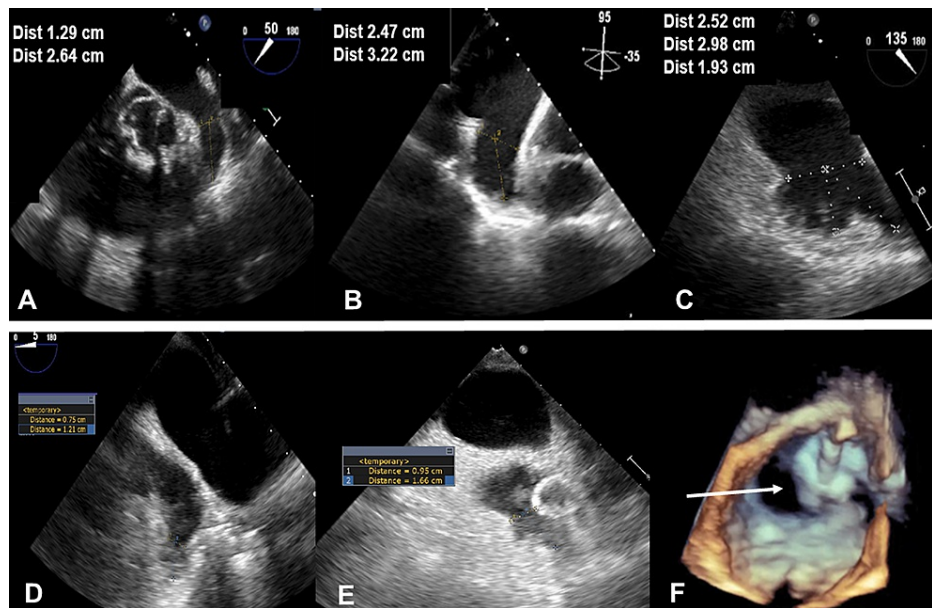 Dist 1.29 cm
Dist 2.64 cm
0 50 180
A
Dist 2.47 cm
Dist 3.22 cm
95
-35
B
Dist 2.52 cm
Dist 2.98 cm
Dist 1.93 cm
0 135 180
X3
C
0 5 180
<temporary>
Distance = 0.75 cm
Distance = 1.21 cm
D
<temporary>
1 Distance = 0.95 cm
2 Distance = 1.66 cm
E
F